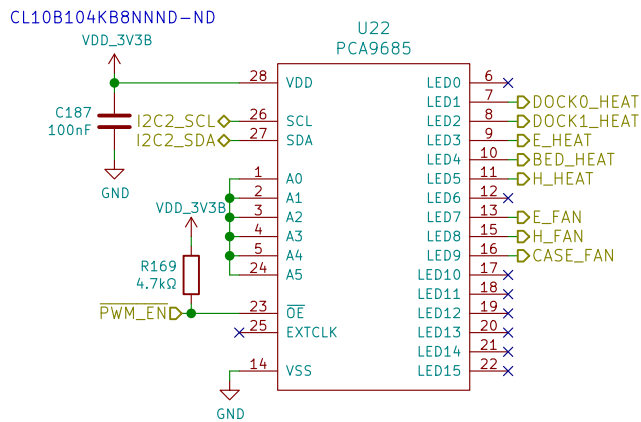 CL10B104KB8NNND-ND
VDD_3V3B
U22
PCA9685
28 VDD LED0 6
LED1 7 DOCK0_HEAT
C187
100nF
I2C2_SCL 26 SCL LED2 8 DOCK1_HEAT
I2C2_SDA 27 SDA LED3 9 E_HEAT
LED4 10 BED_HEAT
GND
1 A0 LED5 11 H_HEAT
2 A1 LED6 12
VDD_3V3B
3 A2 LED7 13 E_FAN
4 A3 LED8 15 H_FAN
5 A4 LED9 16 CASE_FAN
R169
4.7kΩ
24 A5 LED10 17
LED11 18
PWM_EN 23 OE LED12 19
25 EXTCLK LED13 20
LED14 21
14 VSS LED15 22
GND